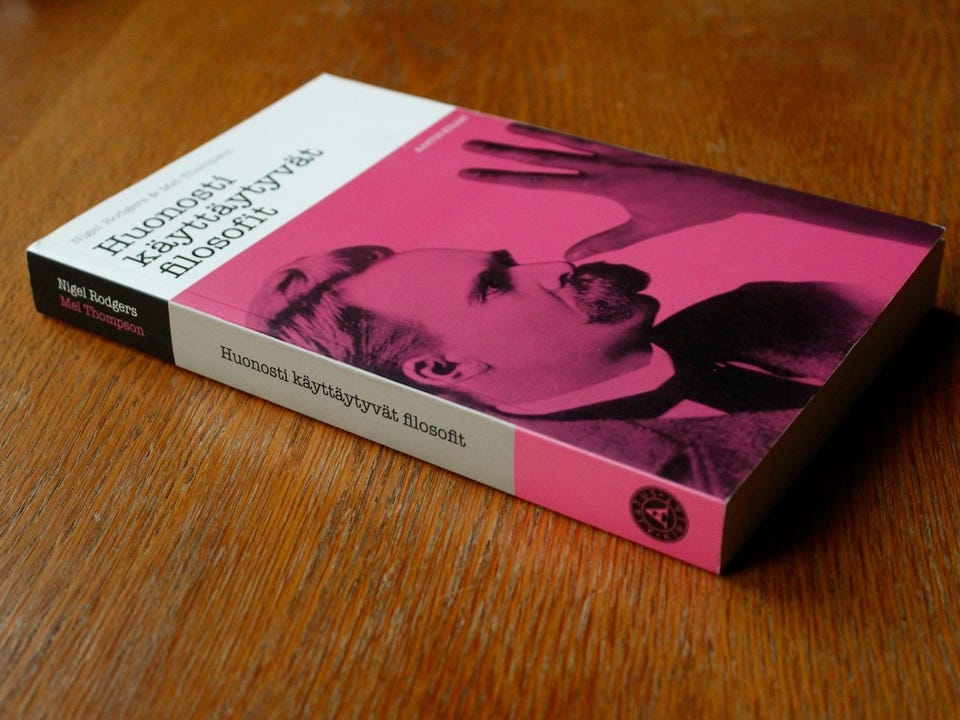 Nigel Rodgers & Mel Thompson
Huonosti
käyttäytyvät
filosofit
Nigel Rodgers
Mel Thompson
Huonosti käyttäytyvät filosofit
A